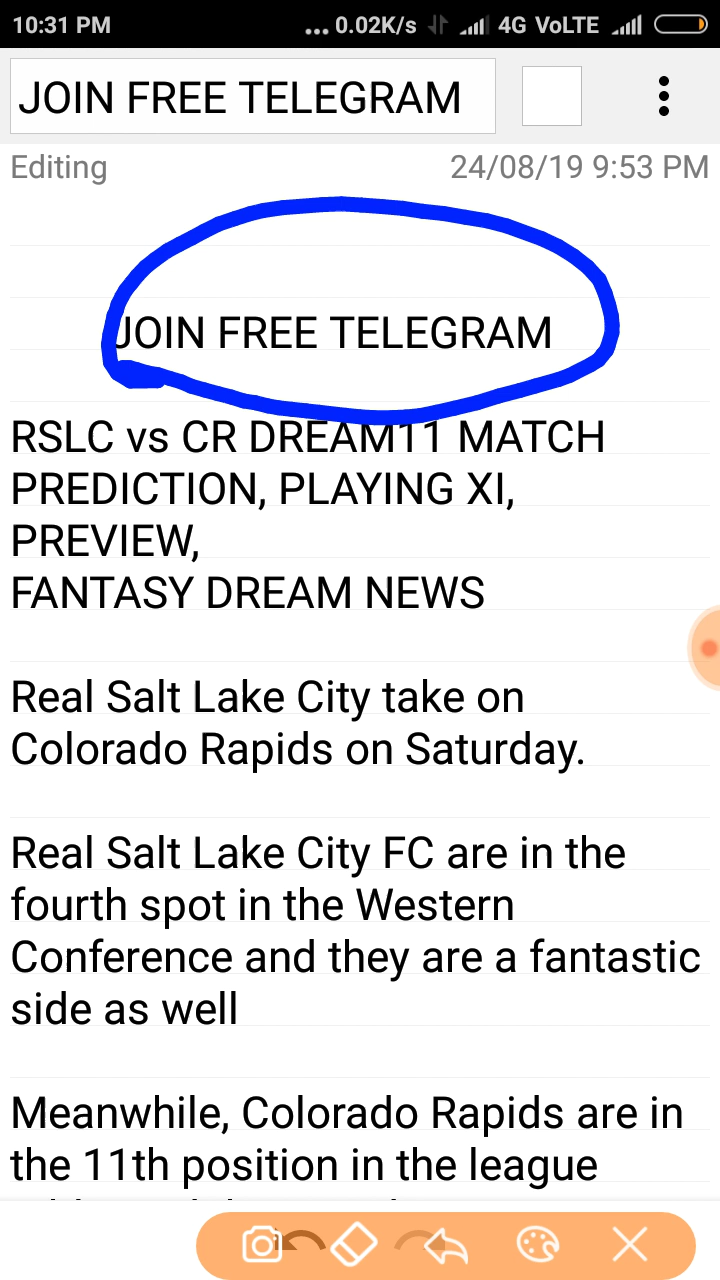 10:31 PM ... 0.02K/s 4G VoLTE
JOIN FREE TELEGRAM
Editing 24/08/19 9:53 PM
JOIN FREE TELEGRAM
RSLC vs CR DREAM11 MATCH
PREDICTION, PLAYING XI,
PREVIEW,
FANTASY DREAM NEWS
Real Salt Lake City take on
Colorado Rapids on Saturday.
Real Salt Lake City FC are in the
fourth spot in the Western
Conference and they are a fantastic
side as well
Meanwhile, Colorado Rapids are in
the 11th position in the league